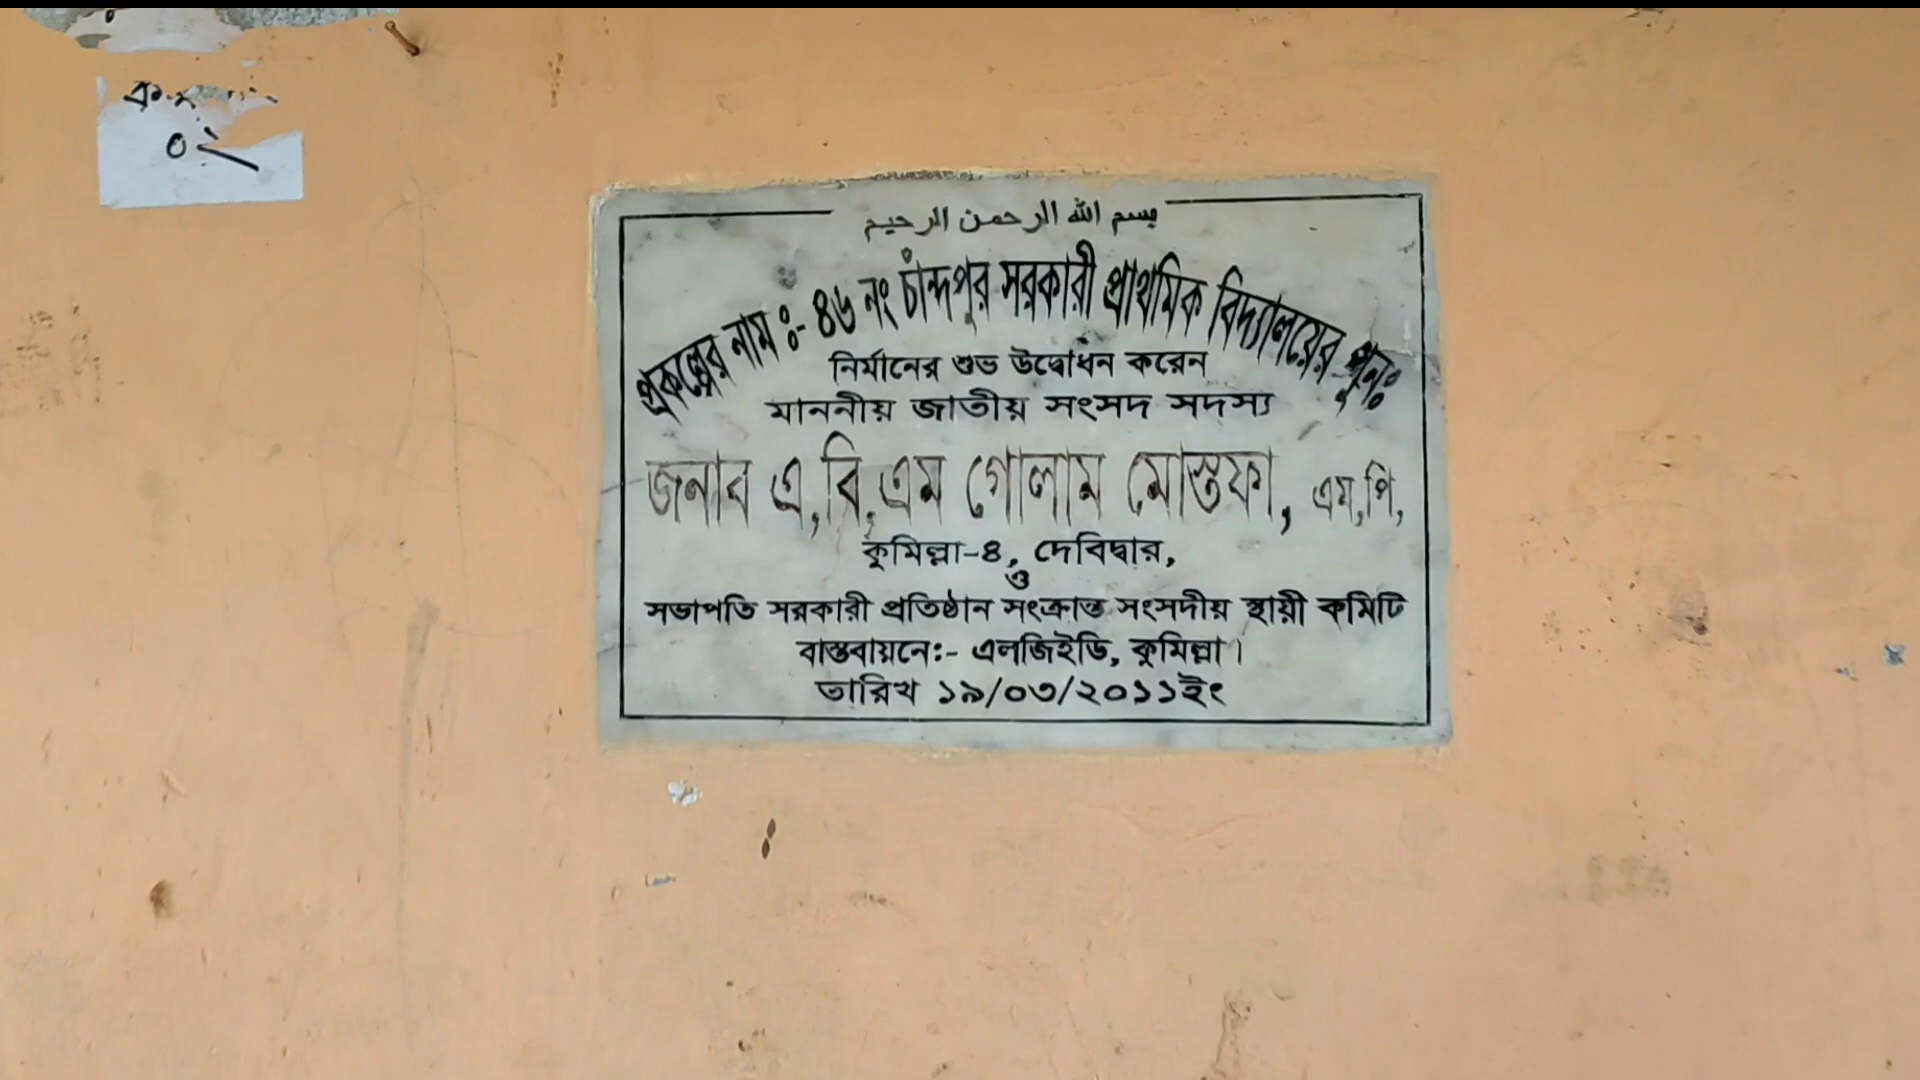 بسم الله الرحمن الرحيم
প্রকল্পের নাম ঃ- ৪৬ নং চাঁন্দপুর সরকারী প্রাথমিক বিদ্যালয়ের পুনঃ
নির্মানের শুভ উদ্বোধন করেন
মাননীয় জাতীয় সংসদ সদস্য
জনাব এ,বি,এম গোলাম মোস্তফা, এম,পি,
কুমিল্লা-৪, দেবিদ্বার,
ও
সভাপতি সরকারী প্রতিষ্ঠান সংক্রান্ত সংসদীয় স্থায়ী কমিটি
বাস্তবায়নে:- এলজিইডি, কুমিল্লা।
তারিখ ১৯/০৩/২০১১ইং